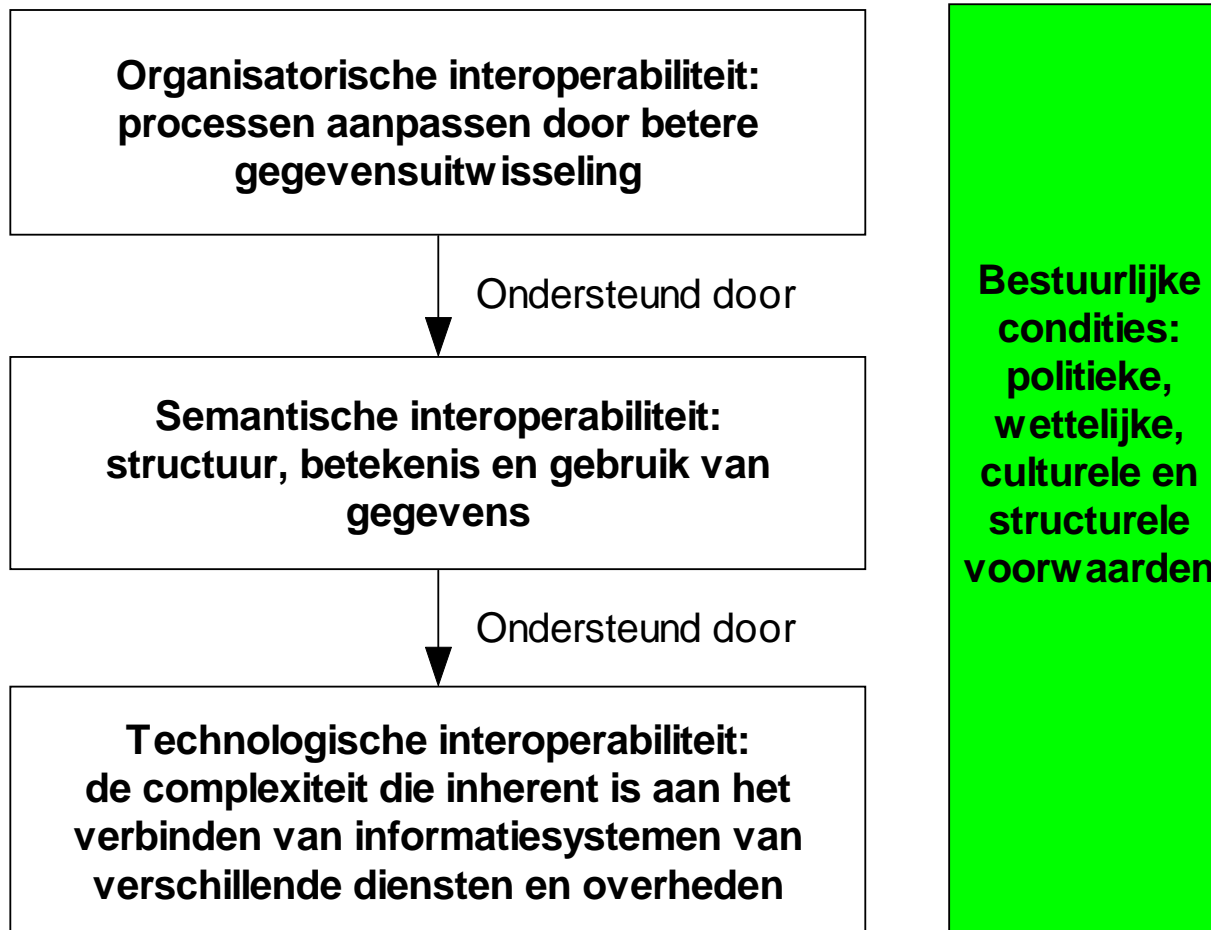 Organisatorische interoperabiliteit:
processen aanpassen door betere
gegevensuitwisseling
Ondersteund door
Semantische interoperabiliteit:
structuur, betekenis en gebruik van
gegevens
Ondersteund door
Technologische interoperabiliteit:
de complexiteit die inherent is aan het
verbinden van informatiesystemen van
verschillende diensten en overheden
Bestuurlijke
condities:
politieke,
wettelijke,
culturele en
structurele
voorwaarden